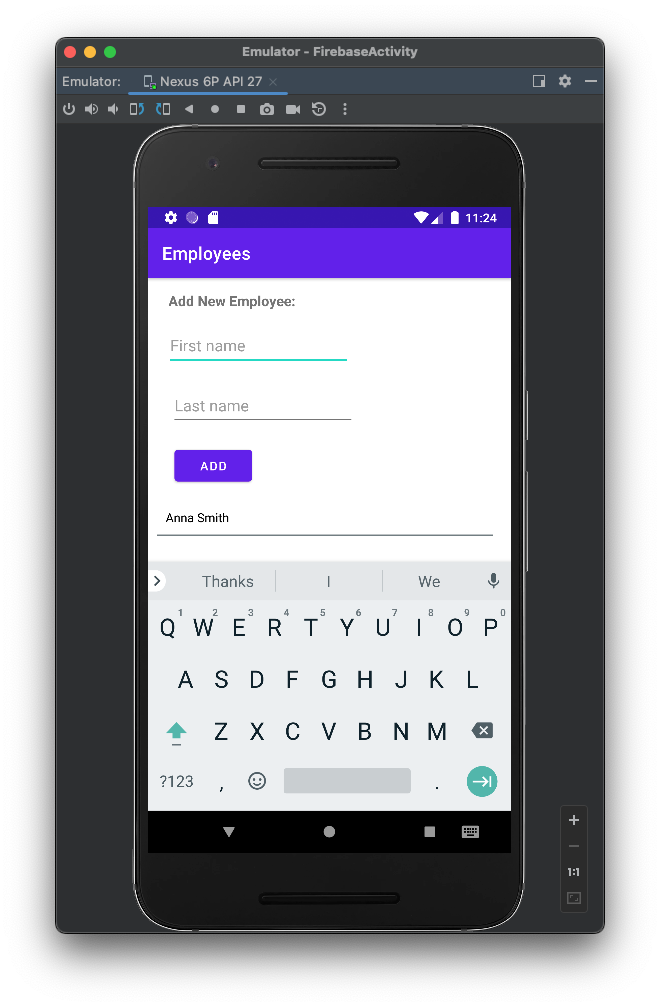 Emulator - FirebaseActivity
Emulator: Nexus 6P API 27
11:24
Employees
Add New Employee:
First name
Last name
ADD
Anna Smith
Thanks I We
1 2 3 4 5 6 7 8 9 0
Q W E R T Y U I O P
A S D F G H J K L
Z X C V B N M
?123 , .
1:1